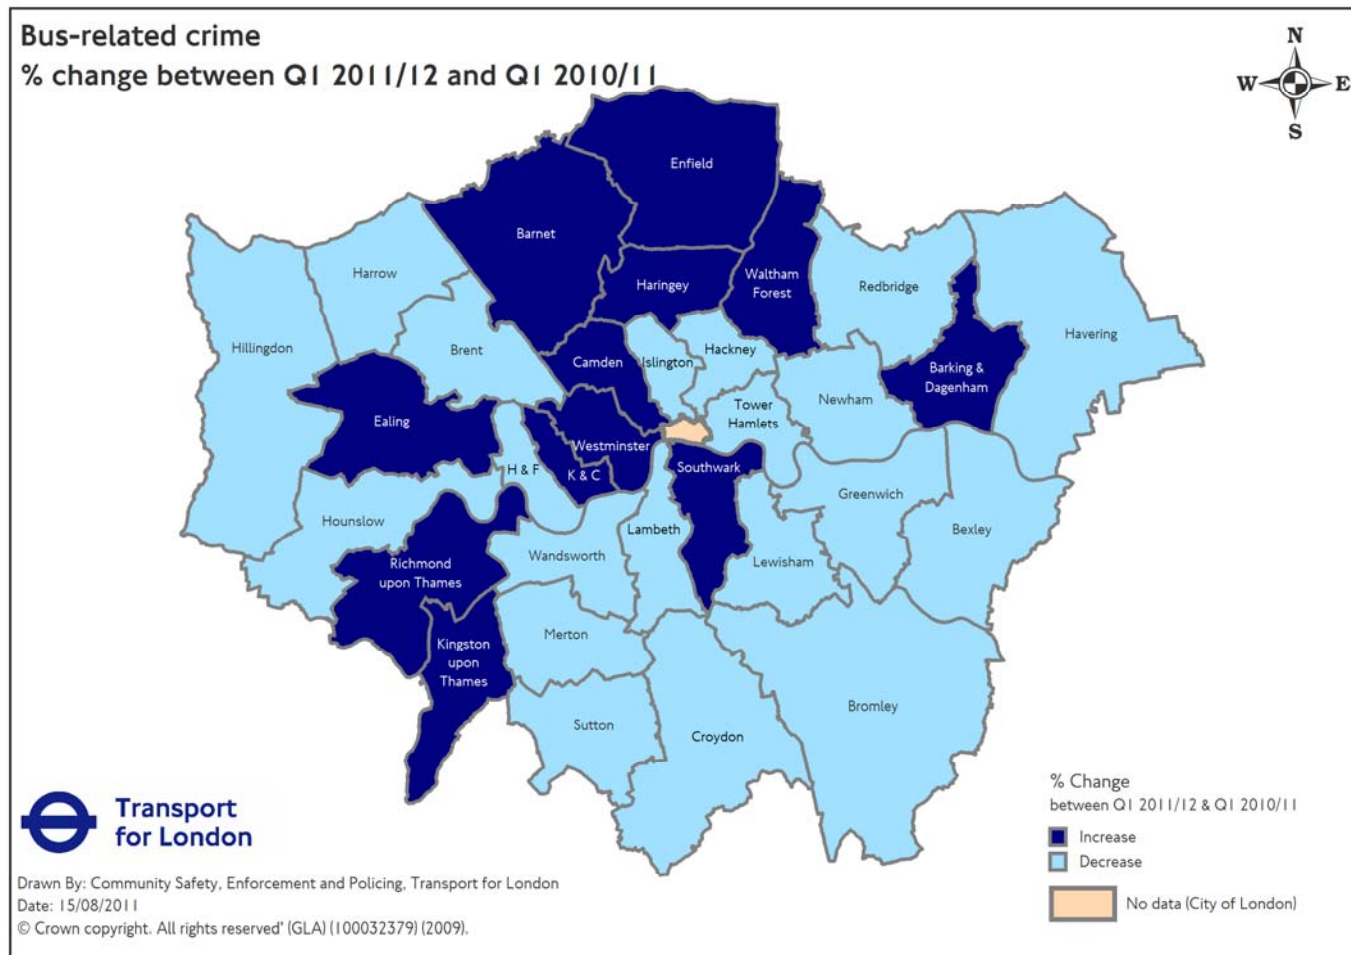 Bus-related crime
% change between Q1 2011/12 and Q1 2010/11
N
W
E
S
Enfield
Barnet
Haringey
Waltham
Forest
Redbridge
Harrow
Havering
Hillingdon
Brent
Camden
Islington
Hackney
Barking &
Dagenham
Ealing
Newham
Tower
Hamlets
Westminster
H & F
K & C
Southwark
Greenwich
Hounslow
Lambeth
Bexley
Wandsworth
Lewisham
Richmond
upon Thames
Merton
Kingston
upon
Thames
Bromley
Sutton
Croydon
% Change
between Q1 2011/12 & Q1 2010/11
Increase
Decrease
No data (City of London)
Transport
for London
Drawn By: Community Safety, Enforcement and Policing, Transport for London
Date: 15/08/2011
© Crown copyright. All rights reserved' (GLA) (100032379) (2009).